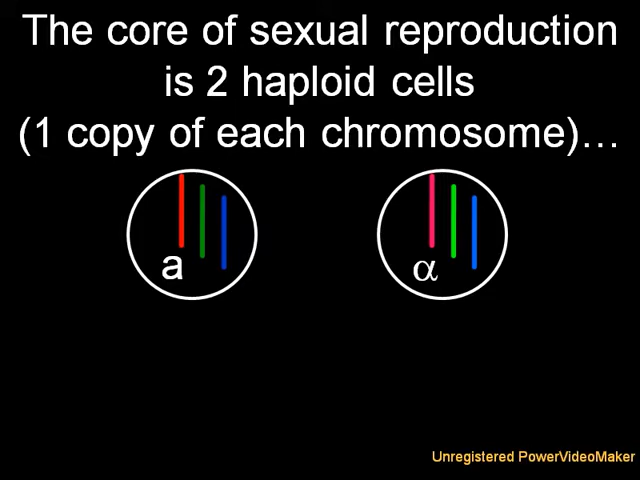 The core of sexual reproduction
is 2 haploid cells
(1 copy of each chromosome)…
a
α
Unregistered PowerVideoMaker